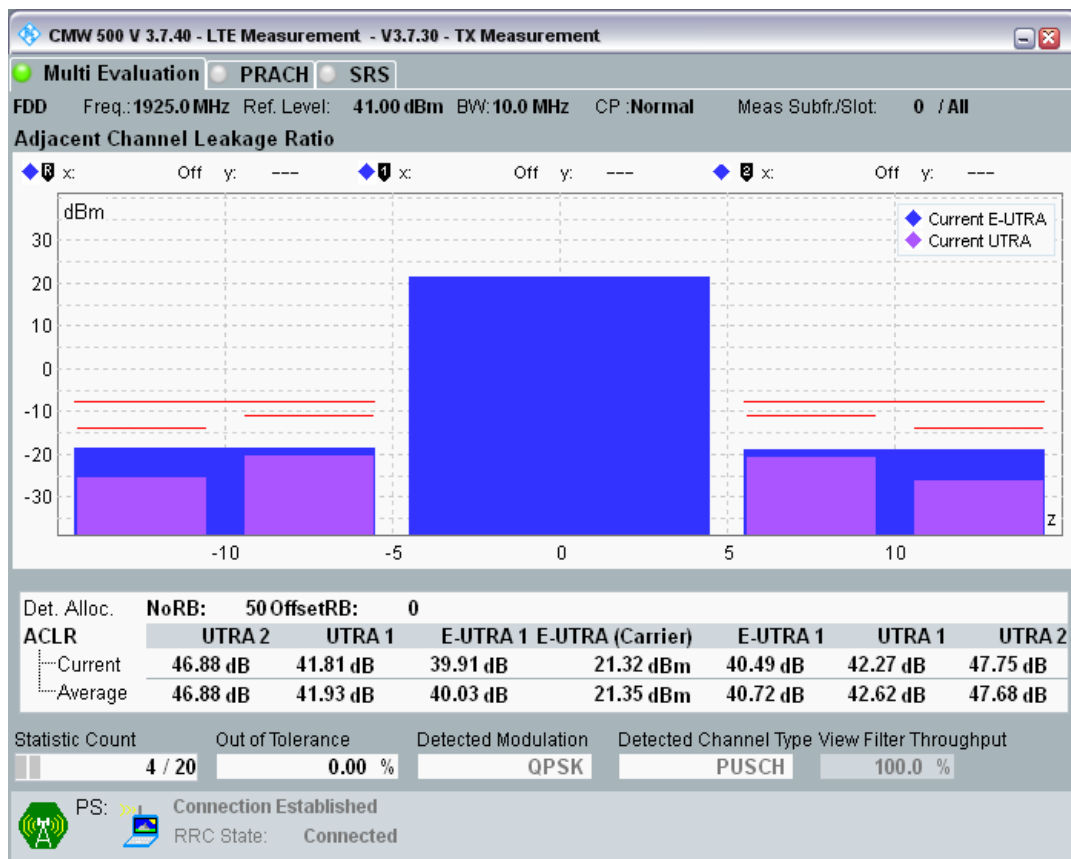 CMW 500 V 3.7.40 - LTE Measurement - V3.7.30 - TX Measurement
Multi Evaluation PRACH SRS
FDD Freq.:1925.0 MHz Ref. Level: 41.00 dBm BW:10.0 MHz CP :Normal Meas Subfr./Slot: 0 / All
Adjacent Channel Leakage Ratio
R x: Off y: --- 1 x: Off y: --- 2 x: Off y: ---
dBm
Current E-UTRA
Current UTRA
30
20
10
0
-10
-20
-30
z
-10 -5 0 5 10
Det. Alloc. NoRB: 50 OffsetRB: 0
ACLR UTRA 2 UTRA 1 E-UTRA 1 E-UTRA (Carrier) E-UTRA 1 UTRA 1 UTRA 2
Current 46.88 dB 41.81 dB 39.91 dB 21.32 dBm 40.49 dB 42.27 dB 47.75 dB
Average 46.88 dB 41.93 dB 40.03 dB 21.35 dBm 40.72 dB 42.62 dB 47.68 dB
Statistic Count Out of Tolerance Detected Modulation Detected Channel Type View Filter Throughput
4 / 20 0.00 % QPSK PUSCH 100.0 %
PS: Connection Established
RRC State: Connected